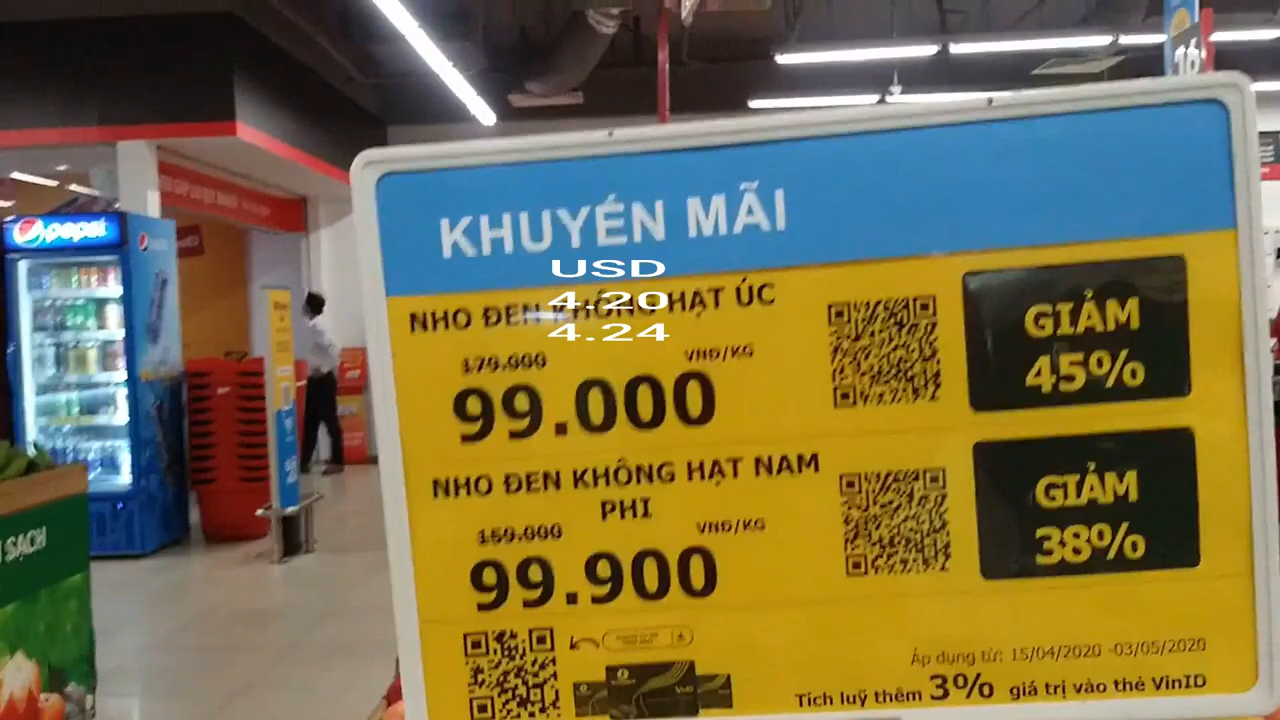 KHUYẾN MÃI
USD
4.20
4.24
NHO ĐEN KHÔNG HẠT ÚC
179.000 VNĐ/KG
99.000
GIẢM
45%
NHO ĐEN KHÔNG HẠT NAM
PHI
159.000 VNĐ/KG
99.900
GIẢM
38%
Áp dụng từ: 15/04/2020 -03/05/2020
Tích luỹ thêm 3% giá trị vào thẻ VinID
pepsi
SẠCH
16